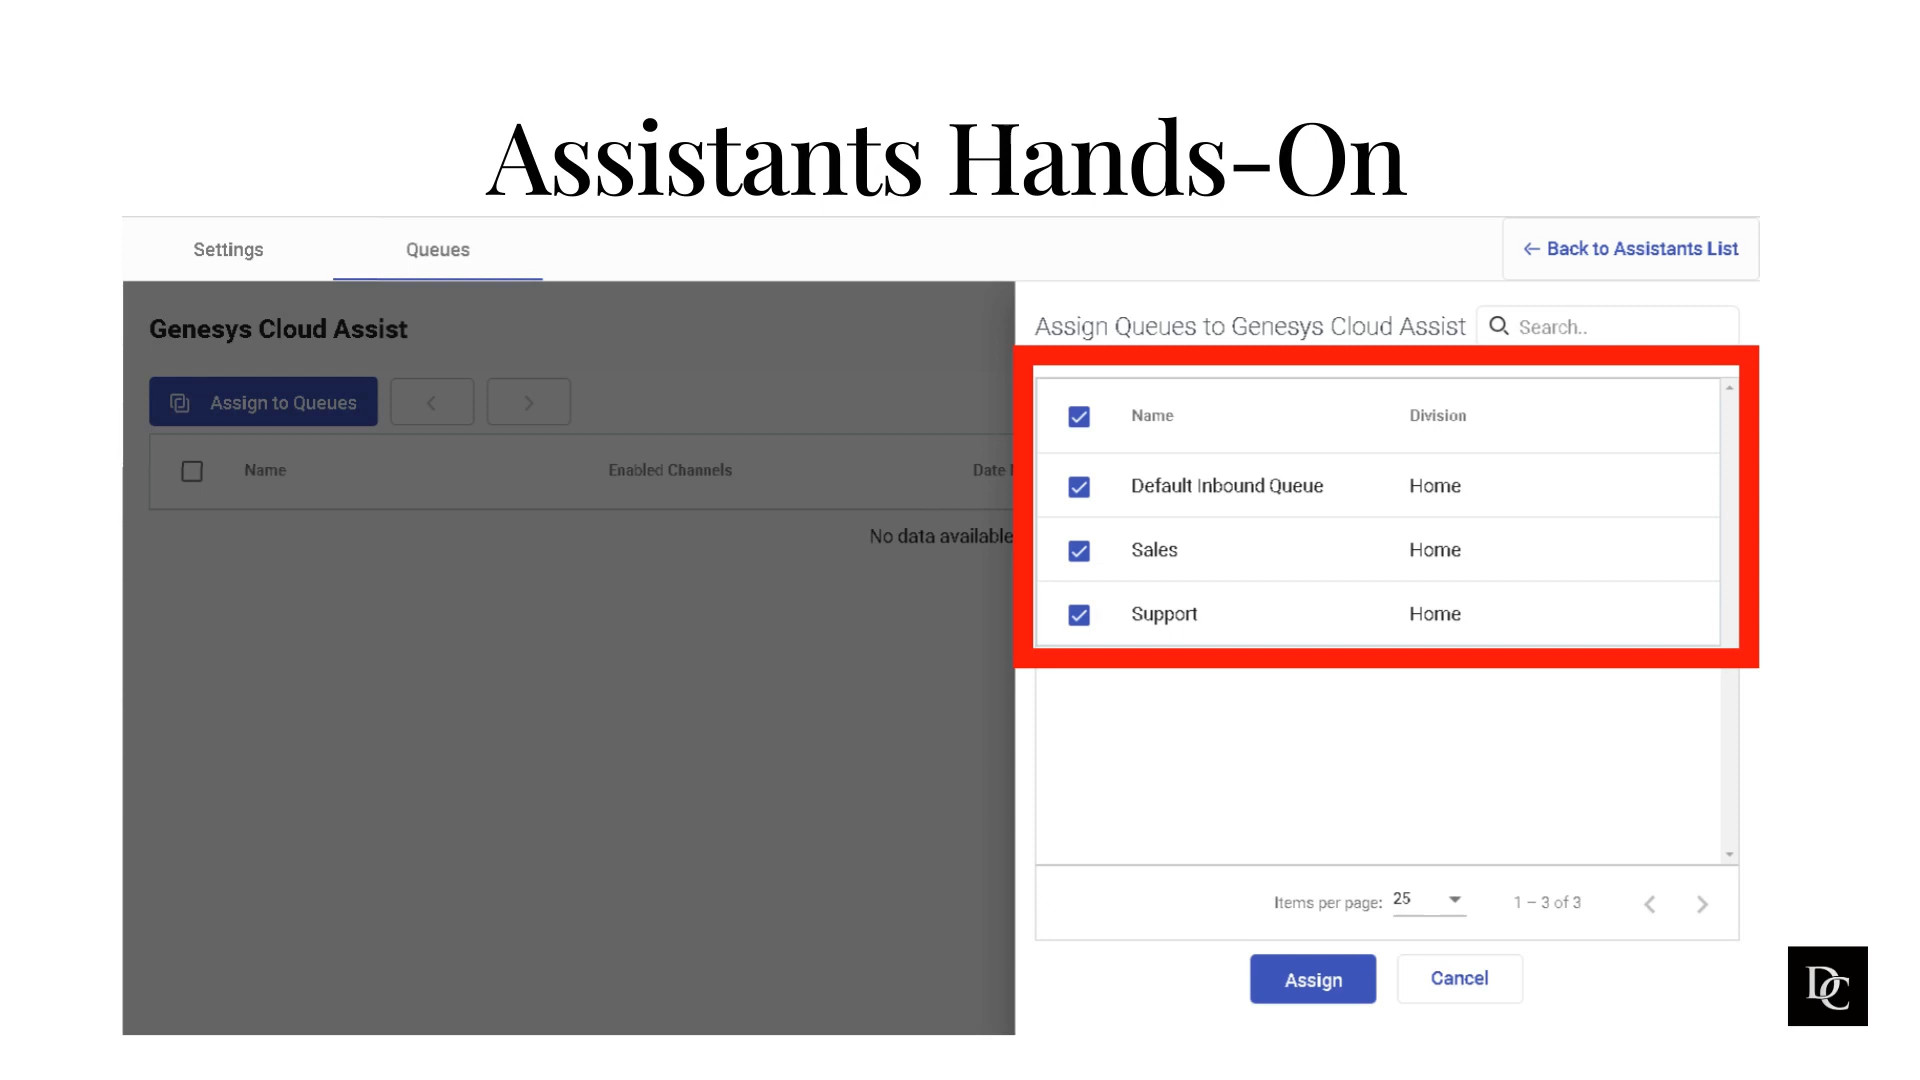 Assistants Hands-On
Settings
Queues
← Back to Assistants List
Genesys Cloud Assist
Assign to Queues
Name
Enabled Channels
Date
No data available
Assign Queues to Genesys Cloud Assist
Search..
Name
Division
Default Inbound Queue
Home
Sales
Home
Support
Home
Items per page:
25
1 – 3 of 3
Assign
Cancel
DC